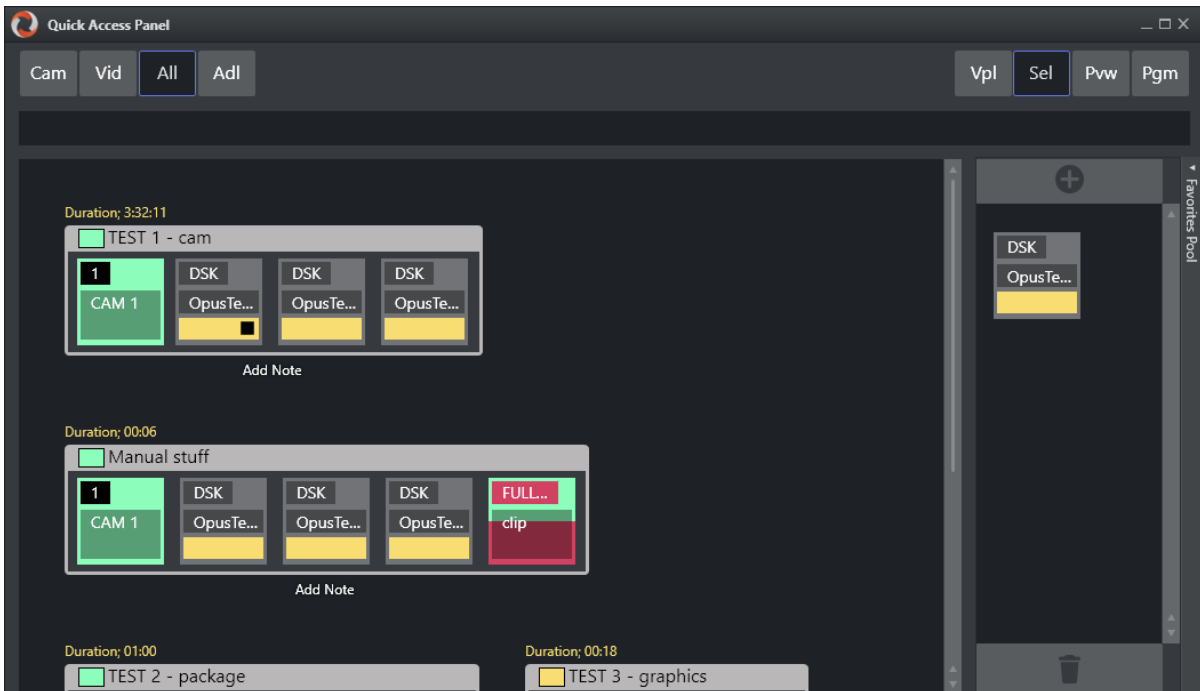 Quick Access Panel
Cam Vid All Adl Vpl Sel Pvw Pgm
Favorites Pool
Duration; 3:32:11
TEST 1 - cam
1 DSK DSK DSK
CAM 1 OpusTe... OpusTe... OpusTe...
Add Note
DSK
OpusTe...
Duration; 00:06
Manual stuff
1 DSK DSK DSK FULL...
CAM 1 OpusTe... OpusTe... OpusTe... clip
Add Note
Duration; 01:00 Duration; 00:18
TEST 2 - package TEST 3 - graphics